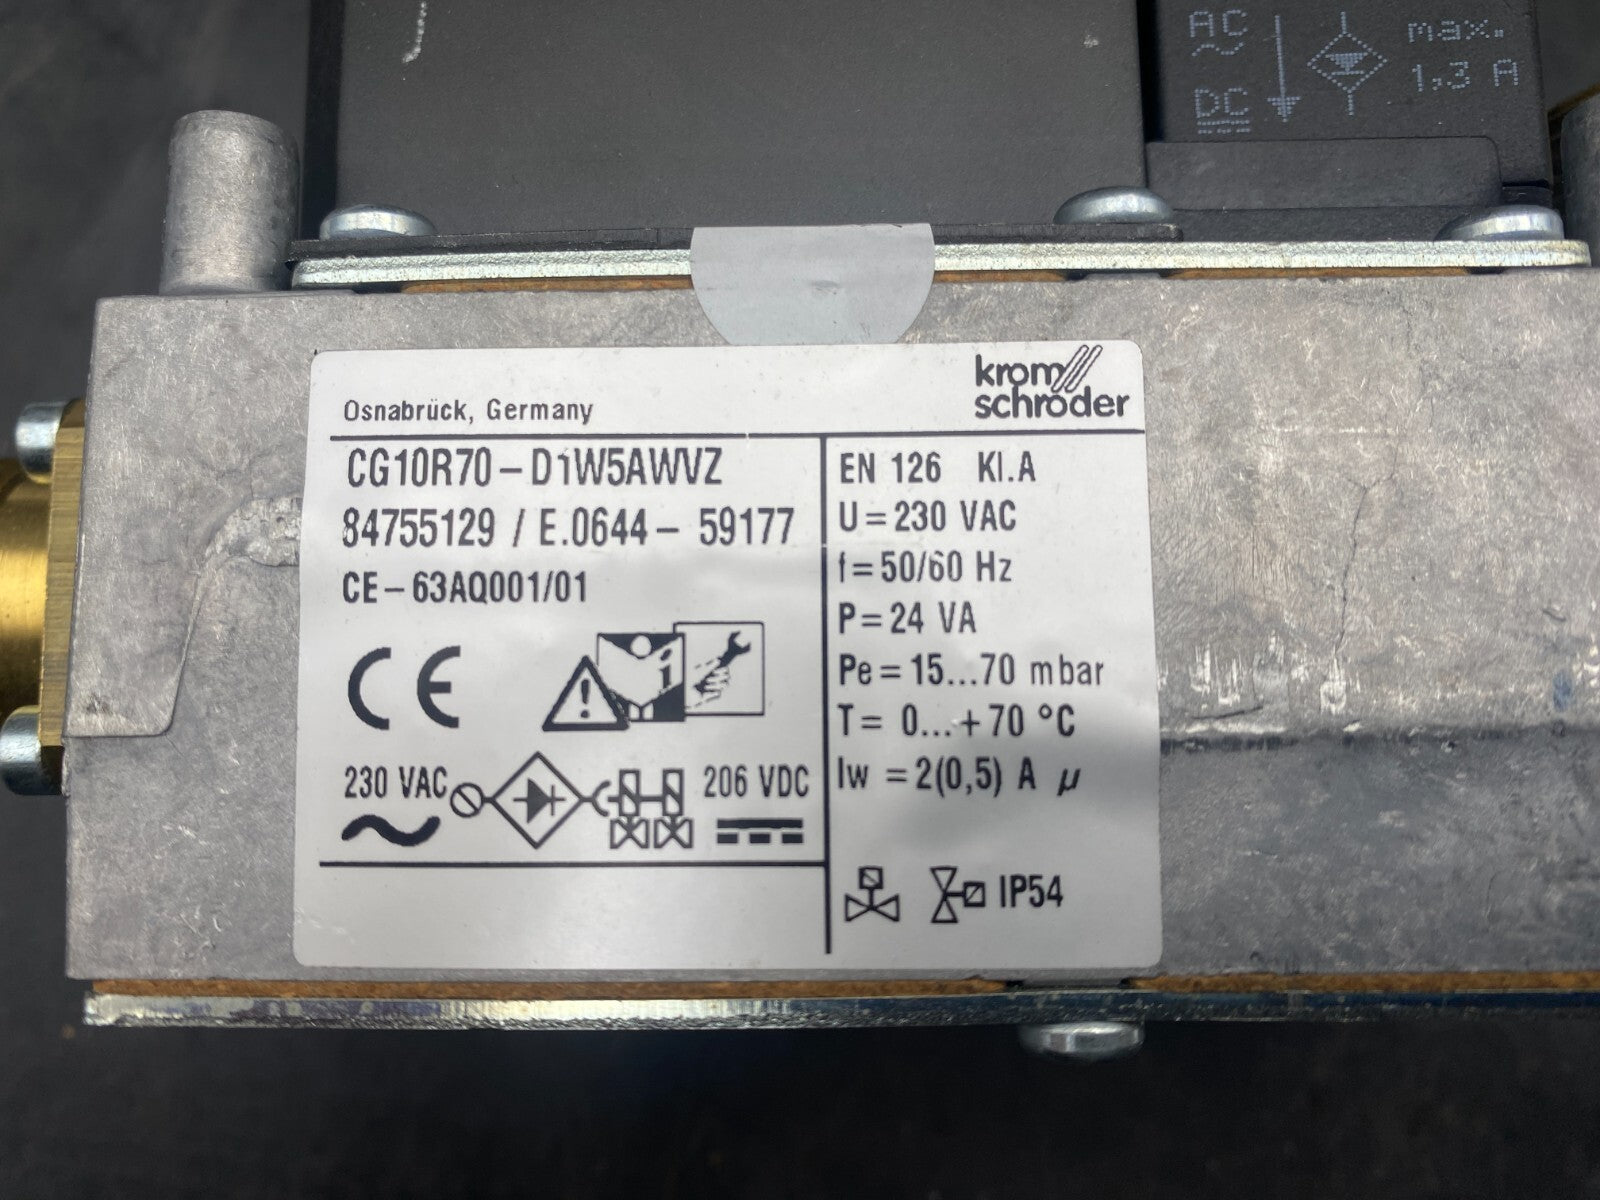 AC
max.
1,3 A
DC
krom
schröder
Osnabrück, Germany
CG10R70-D1W5AWVZ
84755129 / E.0644- 59177
CE-63AQ001/01
CE
i
230 VAC
206 VDC
EN 126 Kl.A
U=230 VAC
f=50/60 Hz
P=24 VA
Pe=15...70 mbar
T= 0...+70 °C
Iw =2(0,5) A µ
IP54